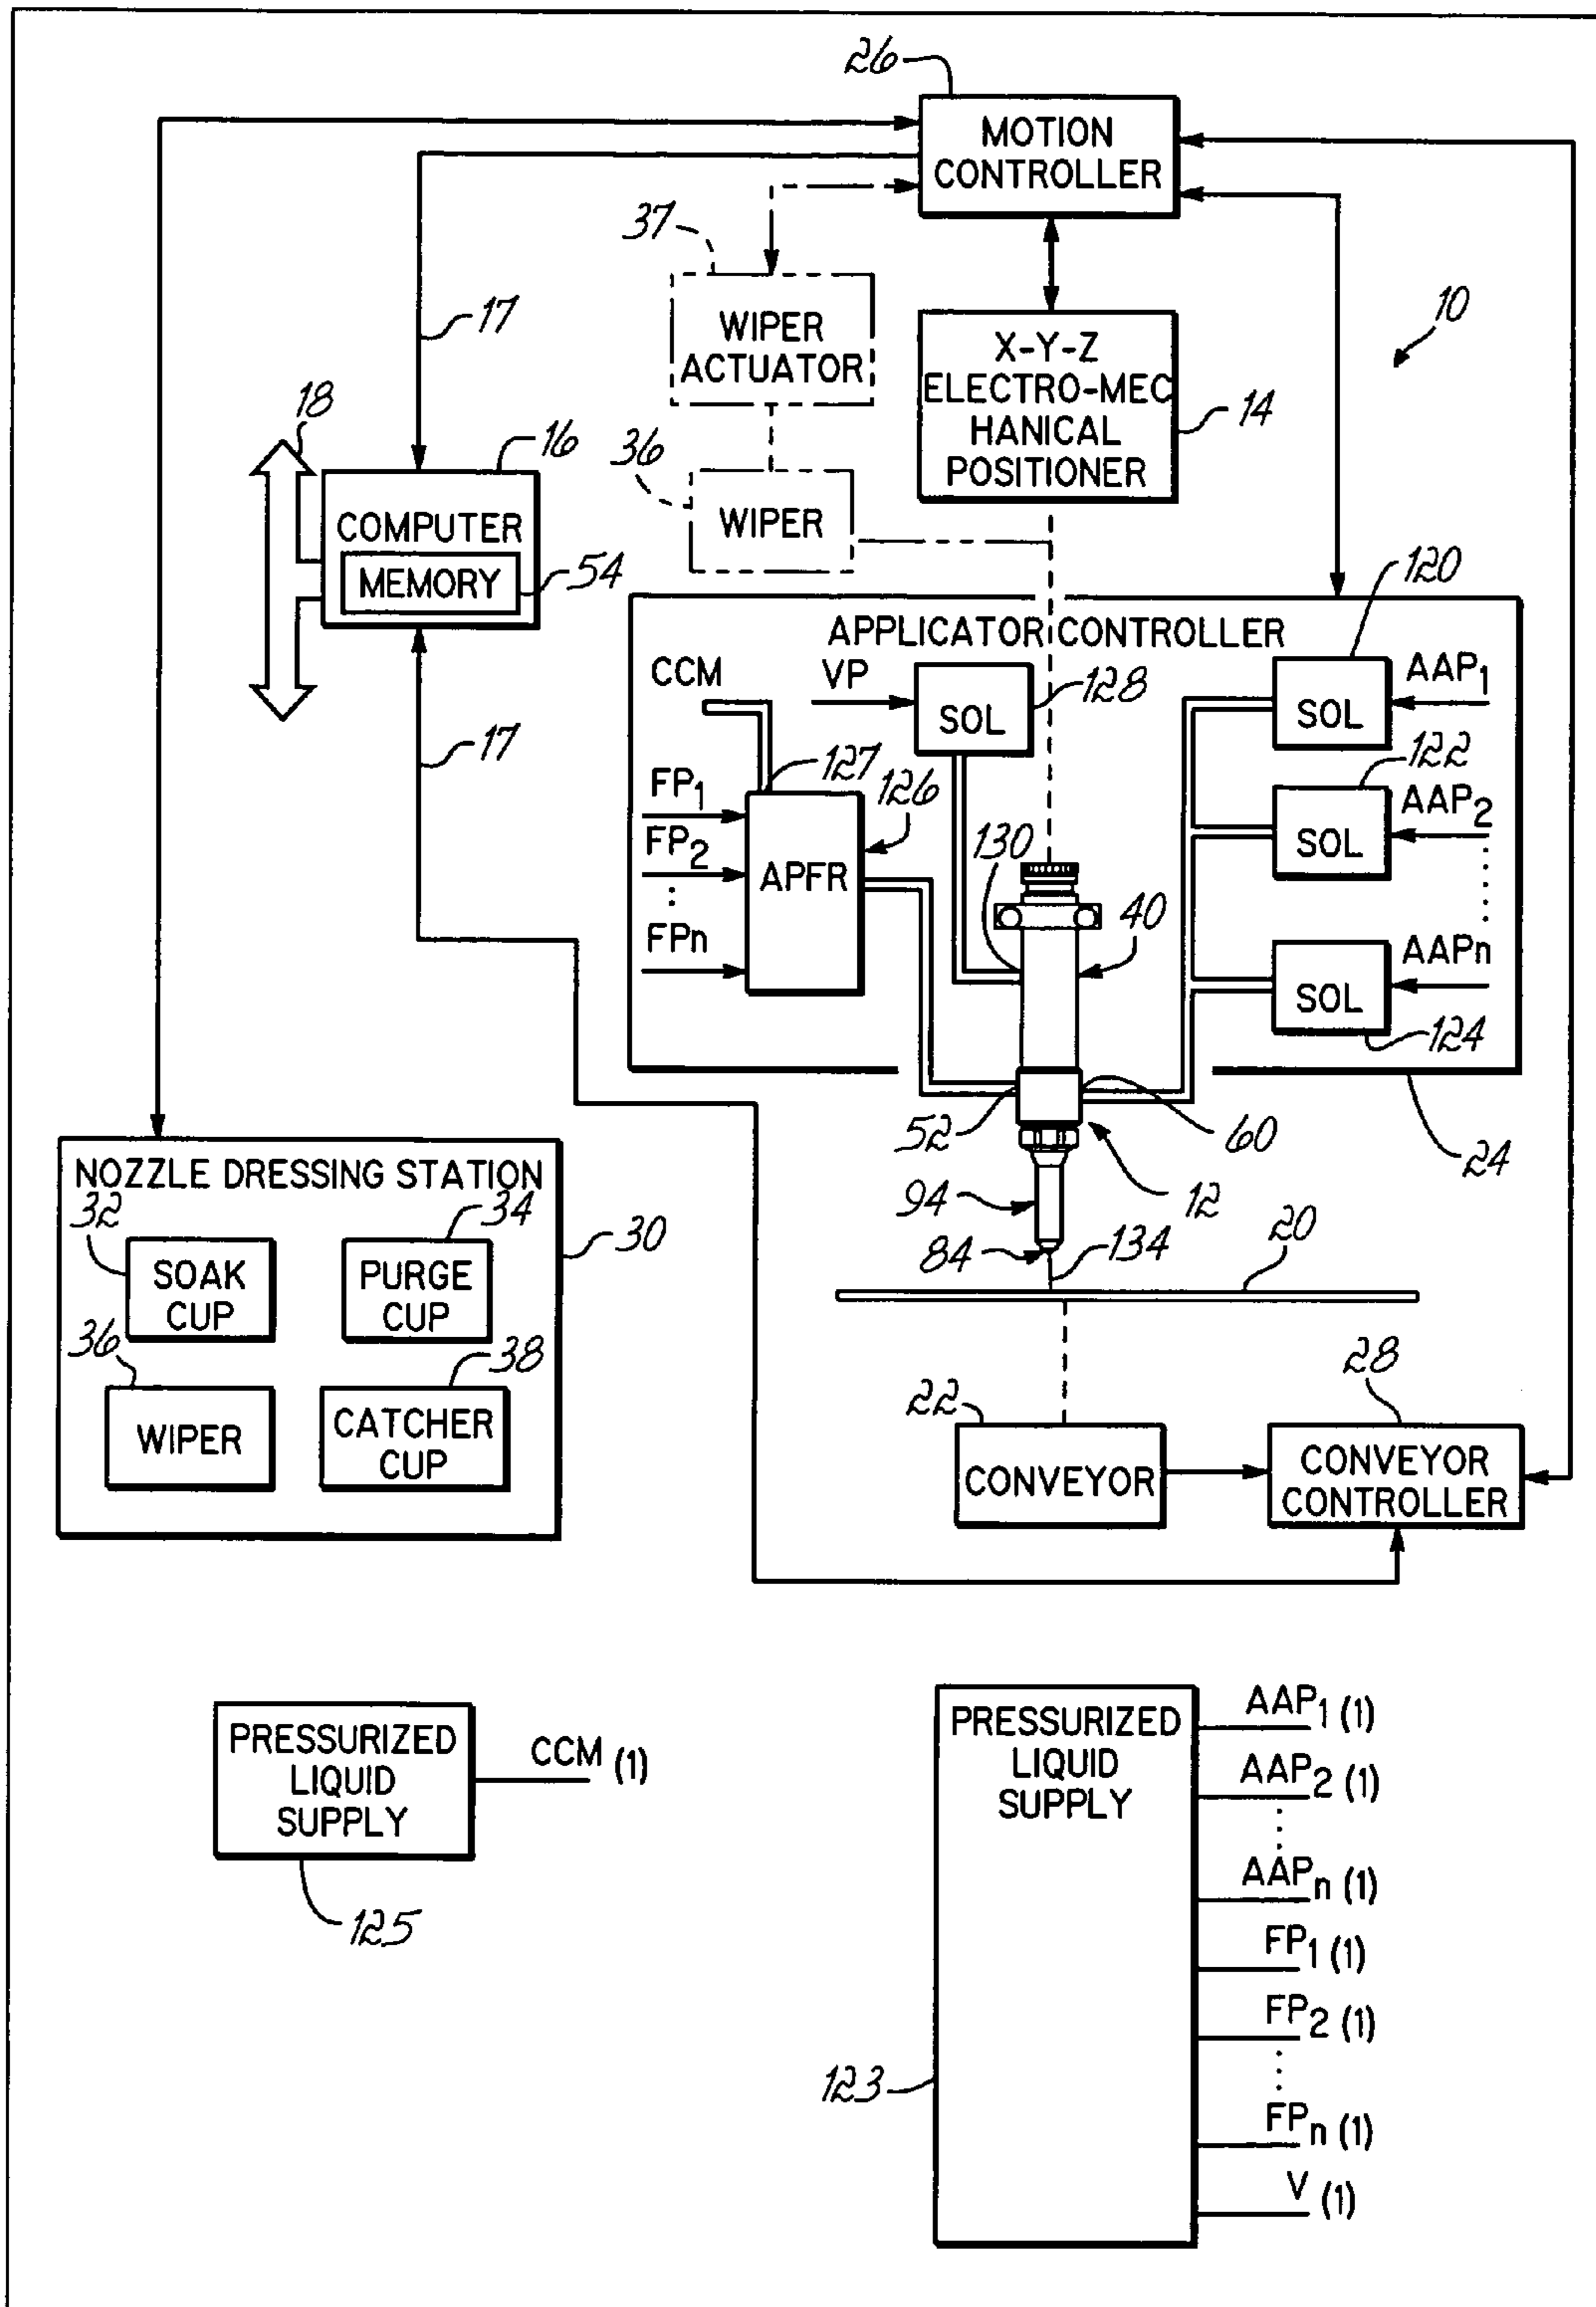 26
MOTION
CONTROLLER
37
WIPER
ACTUATOR
17
10
X-Y-Z
ELECTRO-MEC
HANICAL
POSITIONER
14
18
16
COMPUTER
MEMORY
54
36
WIPER
120
APPLICATOR CONTROLLER
CCM
VP
SOL
128
SOL
AAP1
17
127
126
122
FP1
FP2
:
FPn
APFR
130
SOL
AAP2
40
SOL
AAPn
124
52
60
24
NOZZLE DRESSING STATION
32
34
30
SOAK
CUP
PURGE
CUP
36
38
WIPER
CATCHER
CUP
94
12
84
134
20
22
28
CONVEYOR
CONVEYOR
CONTROLLER
PRESSURIZED
LIQUID
SUPPLY
CCM (1)
125
PRESSURIZED
LIQUID
SUPPLY
AAP1 (1)
AAP2 (1)
AAPn (1)
FP1 (1)
FP2 (1)
FPn (1)
V (1)
123